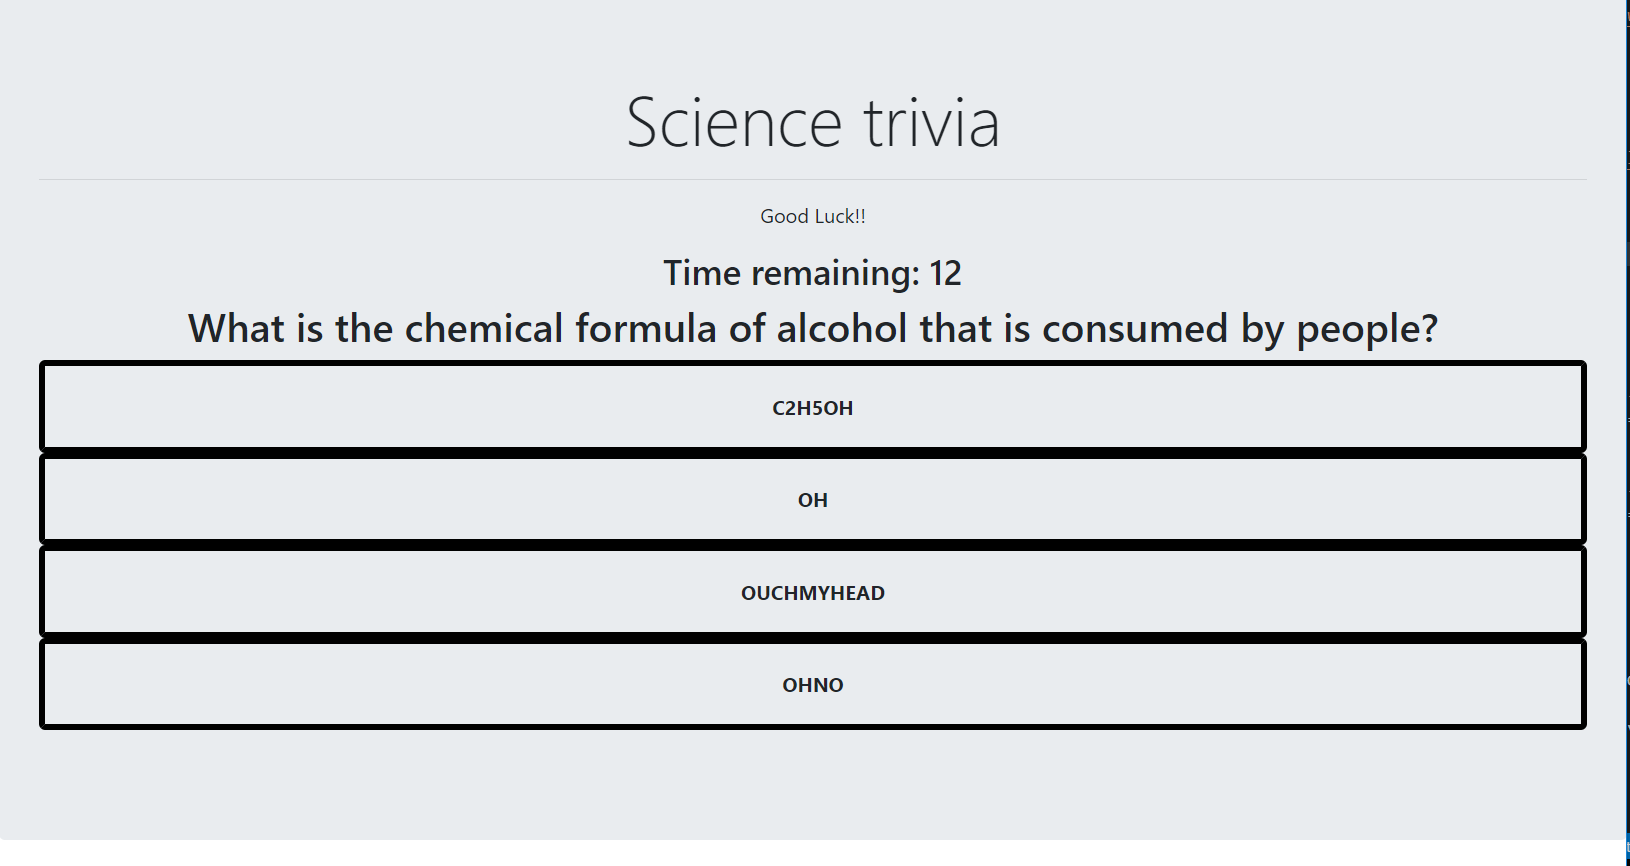 Science trivia
Good Luck!!
Time remaining: 12
What is the chemical formula of alcohol that is consumed by people?
C2H5OH
OH
OUCHMYHEAD
OHNO